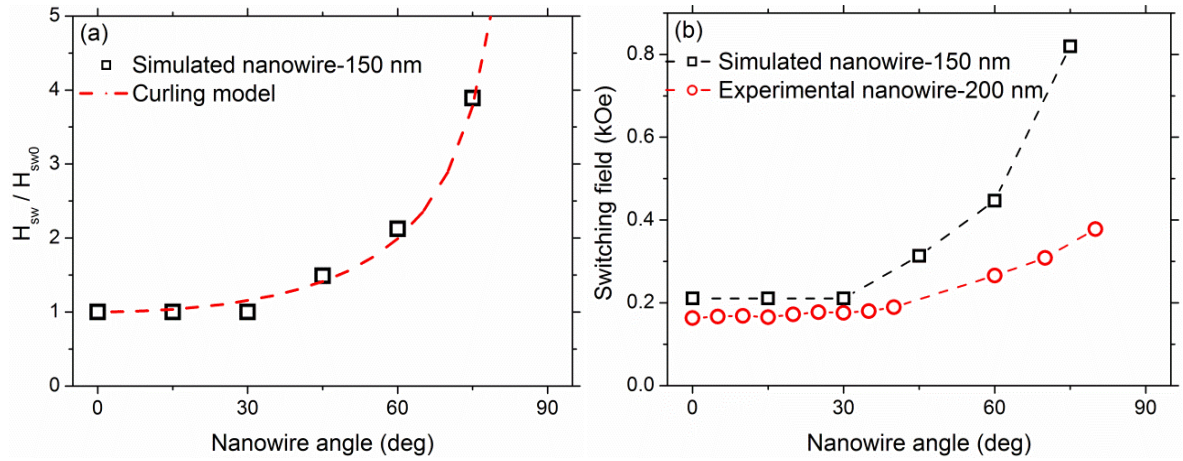 (a)
Simulated nanowire-150 nm
Curling model
5
4
3
2
1
0
H_sw / H_sw0
0 30 60 90
Nanowire angle (deg)
(b)
Simulated nanowire-150 nm
Experimental nanowire-200 nm
0.8
0.6
0.4
0.2
0.0
Switching field (kOe)
0 30 60 90
Nanowire angle (deg)